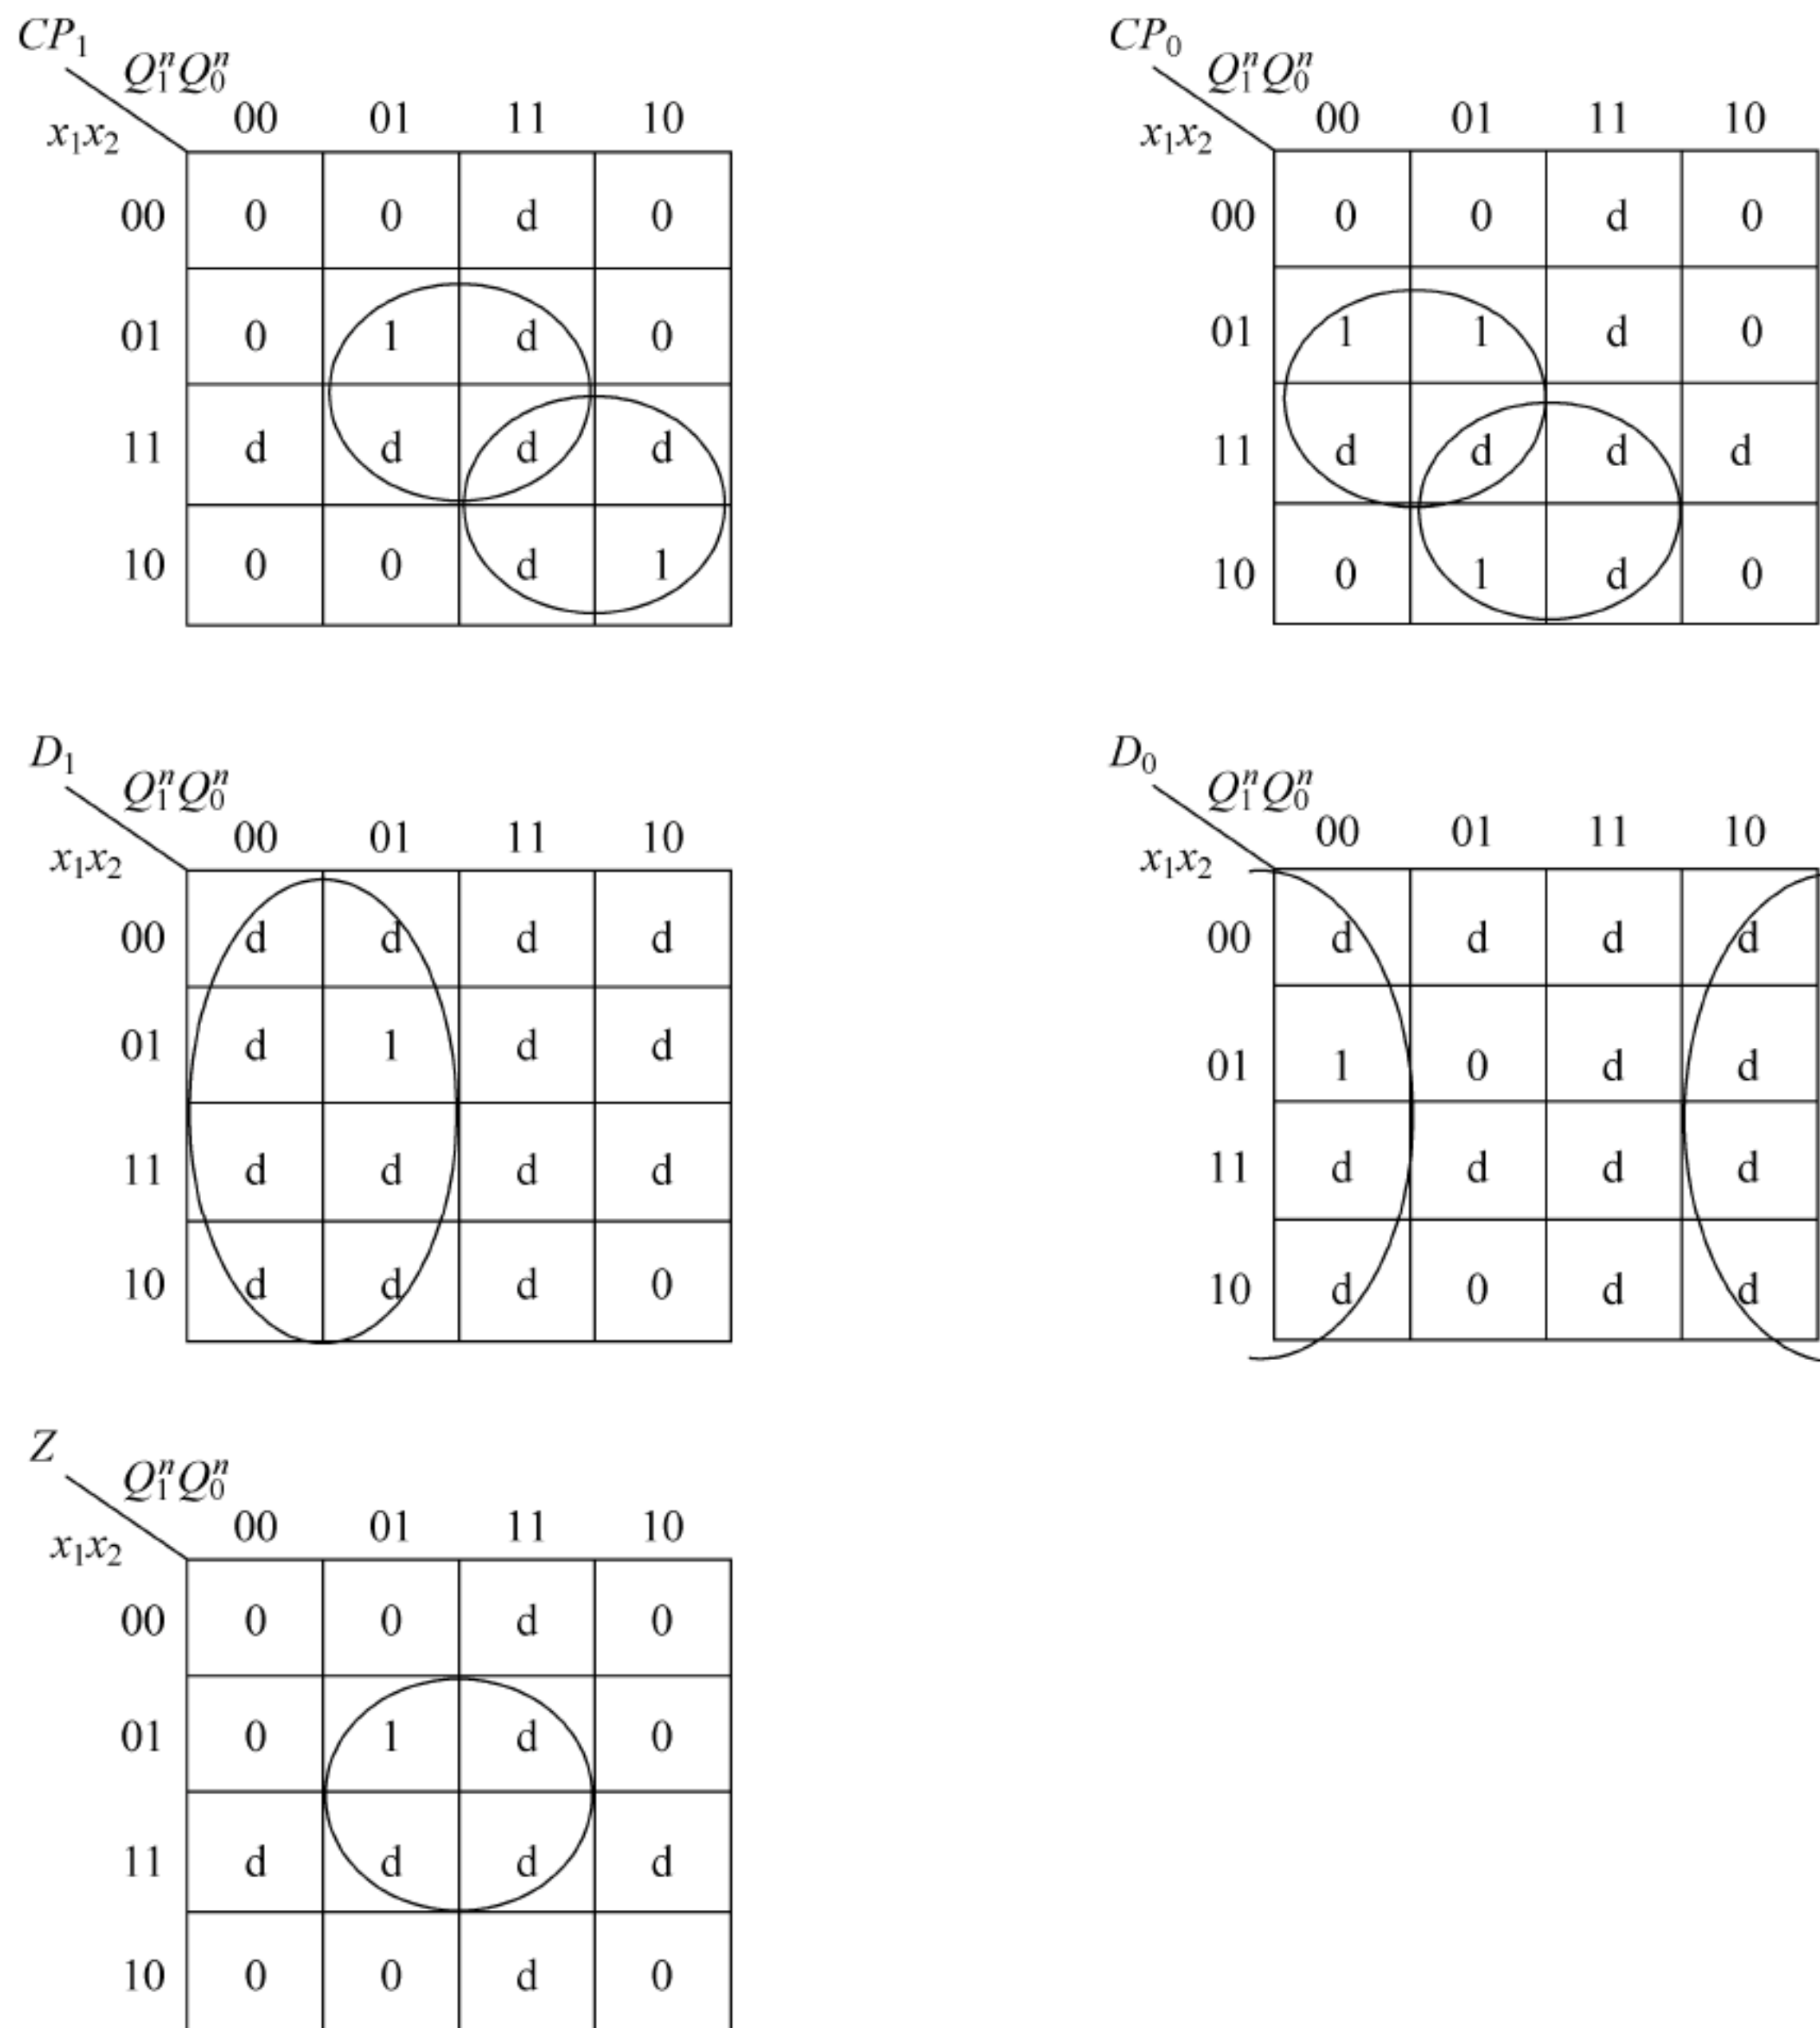 CP₁ Q₁ⁿQ₀ⁿ
x₁x₂ 00 01 11 10
00 0 0 d 0
01 0 1 d 0
11 d d d d
10 0 0 d 1
CP₀ Q₁ⁿQ₀ⁿ
x₁x₂ 00 01 11 10
00 0 0 d 0
01 1 1 d 0
11 d d d d
10 0 1 d 0
D₁ Q₁ⁿQ₀ⁿ
x₁x₂ 00 01 11 10
00 d d d d
01 d 1 d d
11 d d d d
10 d d d 0
D₀ Q₁ⁿQ₀ⁿ
x₁x₂ 00 01 11 10
00 d d d d
01 1 0 d d
11 d d d d
10 d 0 d d
Z Q₁ⁿQ₀ⁿ
x₁x₂ 00 01 11 10
00 0 0 d 0
01 0 1 d 0
11 d d d d
10 0 0 d 0